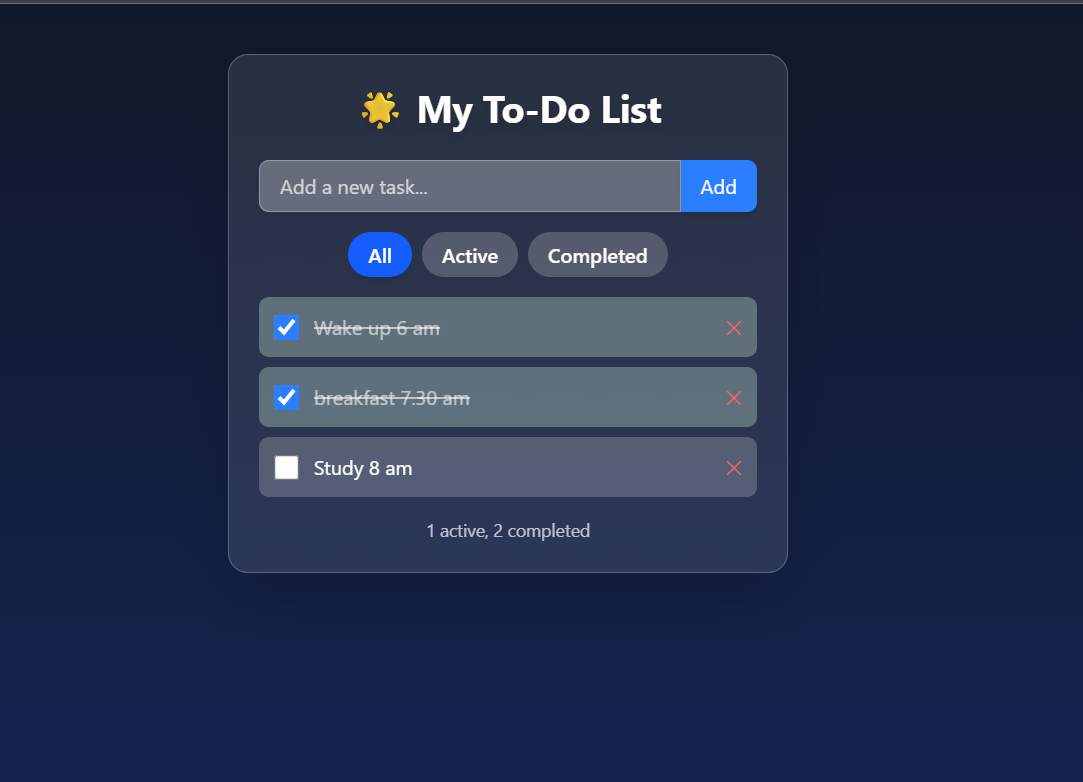 🌟 My To-Do List
Add a new task...
Add
All
Active
Completed
Wake up 6 am
breakfast 7.30 am
Study 8 am
1 active, 2 completed